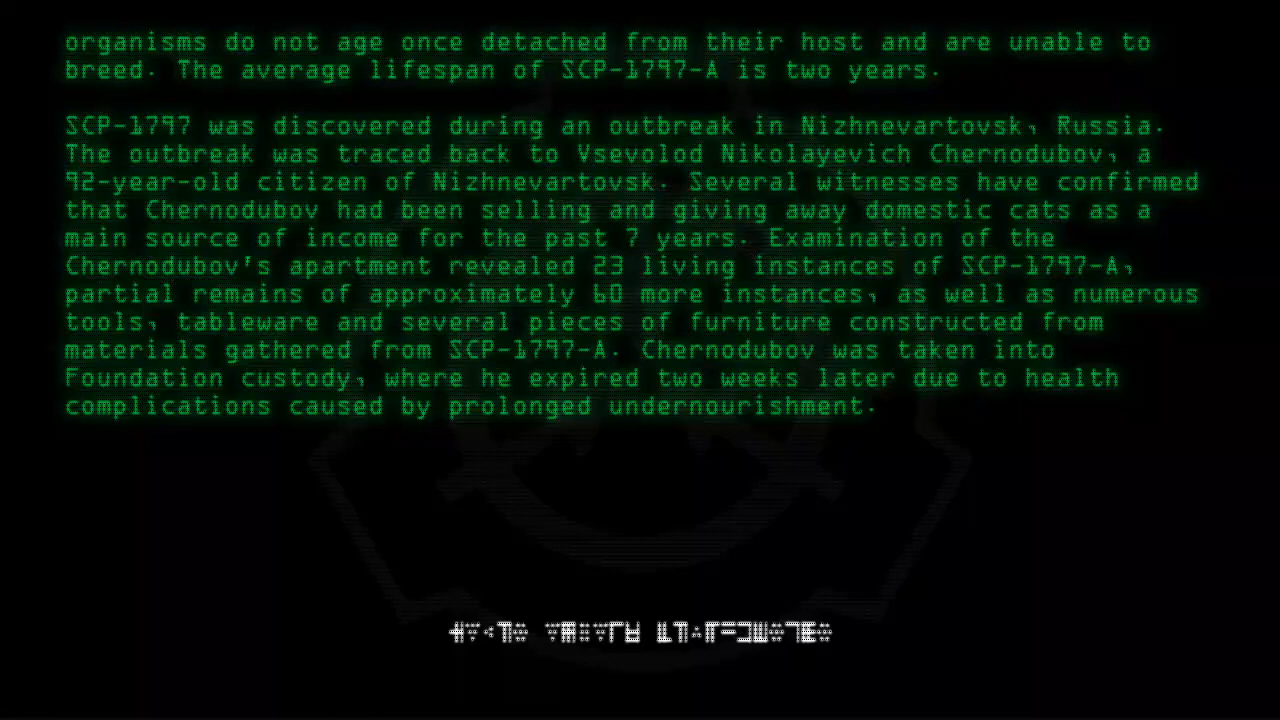 organisms do not age once detached from their host and are unable to
breed. The average lifespan of SCP-1797-A is two years.
SCP-1797 was discovered during an outbreak in Nizhnevartovsk, Russia.
The outbreak was traced back to Vsevolod Nikolayevich Chernodubov, a
92-year-old citizen of Nizhnevartovsk. Several witnesses have confirmed
that Chernodubov had been selling and giving away domestic cats as a
main source of income for the past 7 years. Examination of the
Chernodubov's apartment revealed 23 living instances of SCP-1797-A,
partial remains of approximately 60 more instances, as well as numerous
tools, tableware and several pieces of furniture constructed from
materials gathered from SCP-1797-A. Chernodubov was taken into
Foundation custody, where he expired two weeks later due to health
complications caused by prolonged undernourishment.